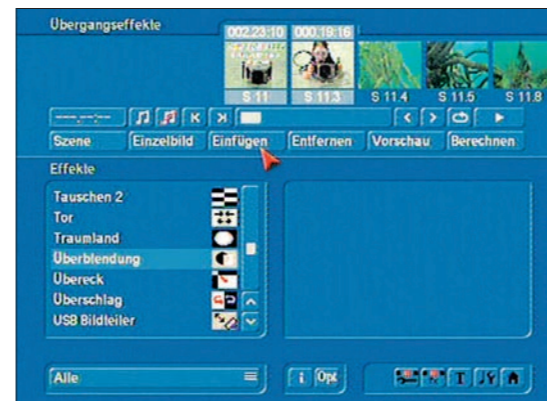 Übergangseffekte
002.23:10 000.19:16
S 11 S 11.3 S 11.4 S 11.5 S 11.8
Szene Einzelbild Einfügen Entfernen Vorschau Berechnen
Effekte
Tauschen 2
Tor
Traumland
Überblendung
Übereck
Überschlag
USB Bildteiler
Alle
i Opt T